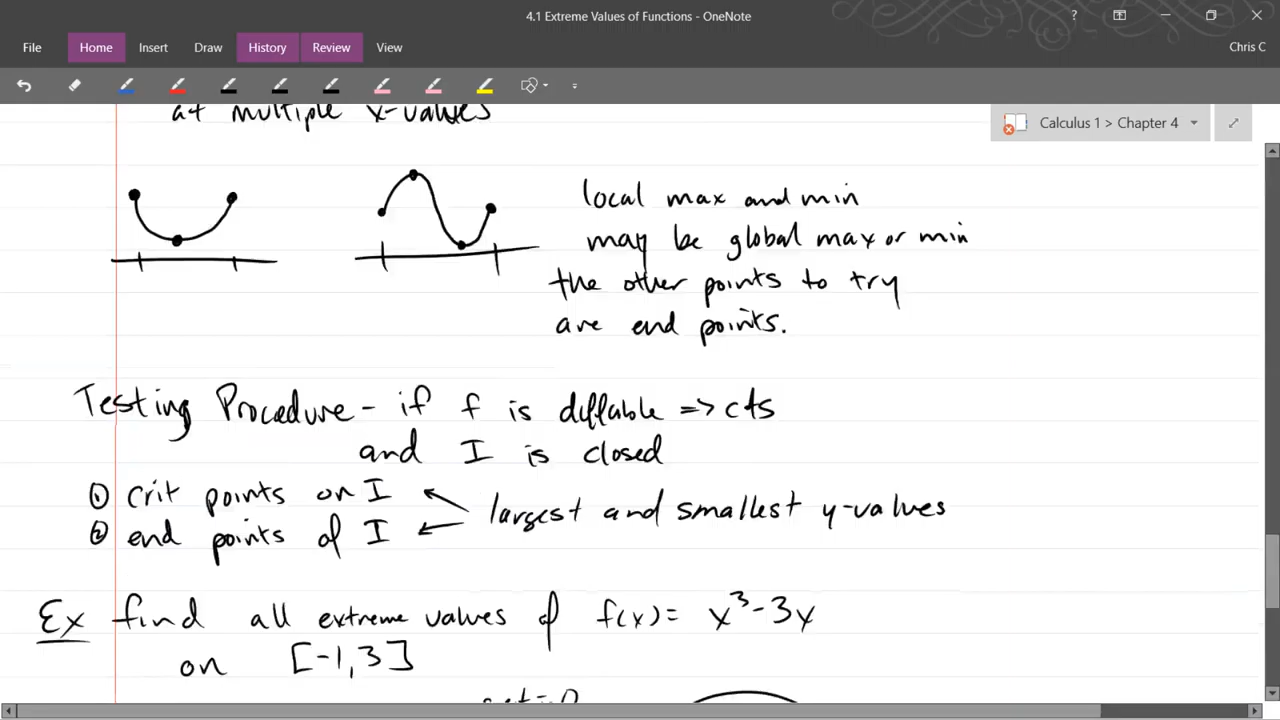 4.1 Extreme Values of Functions - OneNote
?
File Home Insert Draw History Review View
Chris C
Calculus 1 > Chapter 4
at multiple x-values
local max and min
may be global max or min
the other points to try
are end points.
Testing Procedure - if f is diffable => cts
and I is closed
① crit points on I
② end points of I
largest and smallest y-values
Ex find all extreme values of f(x) = x³-3x
on [-1,3]